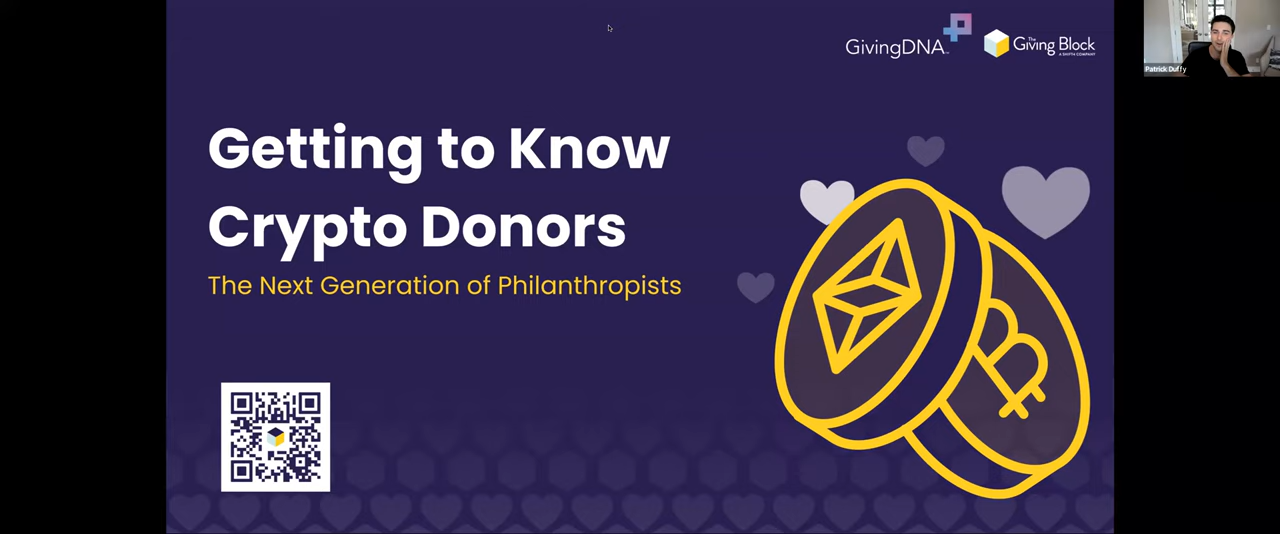 GivingDNA
The
Giving Block
A SHIFT4 COMPANY
Patrick Duffy
Getting to Know
Crypto Donors
The Next Generation of Philanthropists